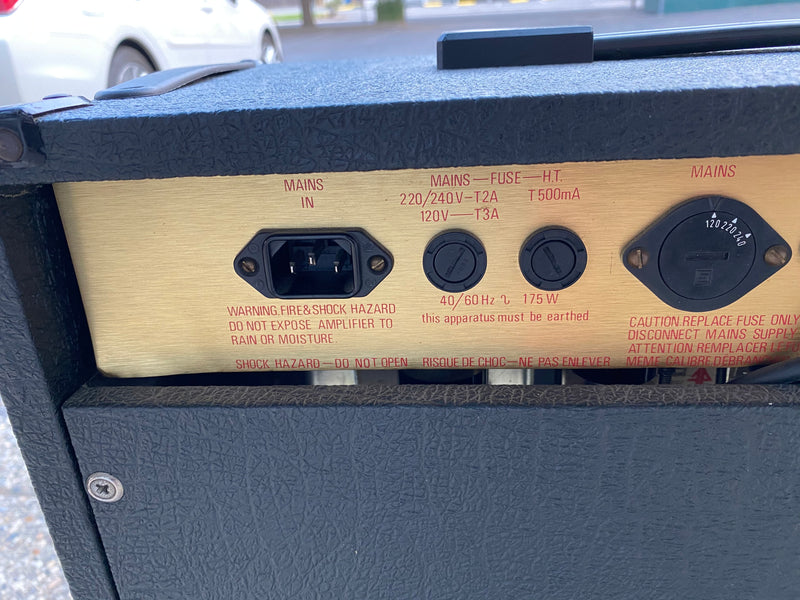 MAINS
IN
MAINS—FUSE—H.T.
220/240V-T2A T500mA
120V—T3A
MAINS
120 220 240
40/60Hz ∿ 175W
this apparatus must be earthed
WARNING.FIRE&SHOCK HAZARD
DO NOT EXPOSE AMPLIFIER TO
RAIN OR MOISTURE.
CAUTION.REPLACE FUSE ONLY
DISCONNECT MAINS SUPPLY
ATTENTION.REMPLACER
MEME CALIBRE
SHOCK HAZARD—DO NOT OPEN RISQUE DE CHOC—NE PAS ENLEVER